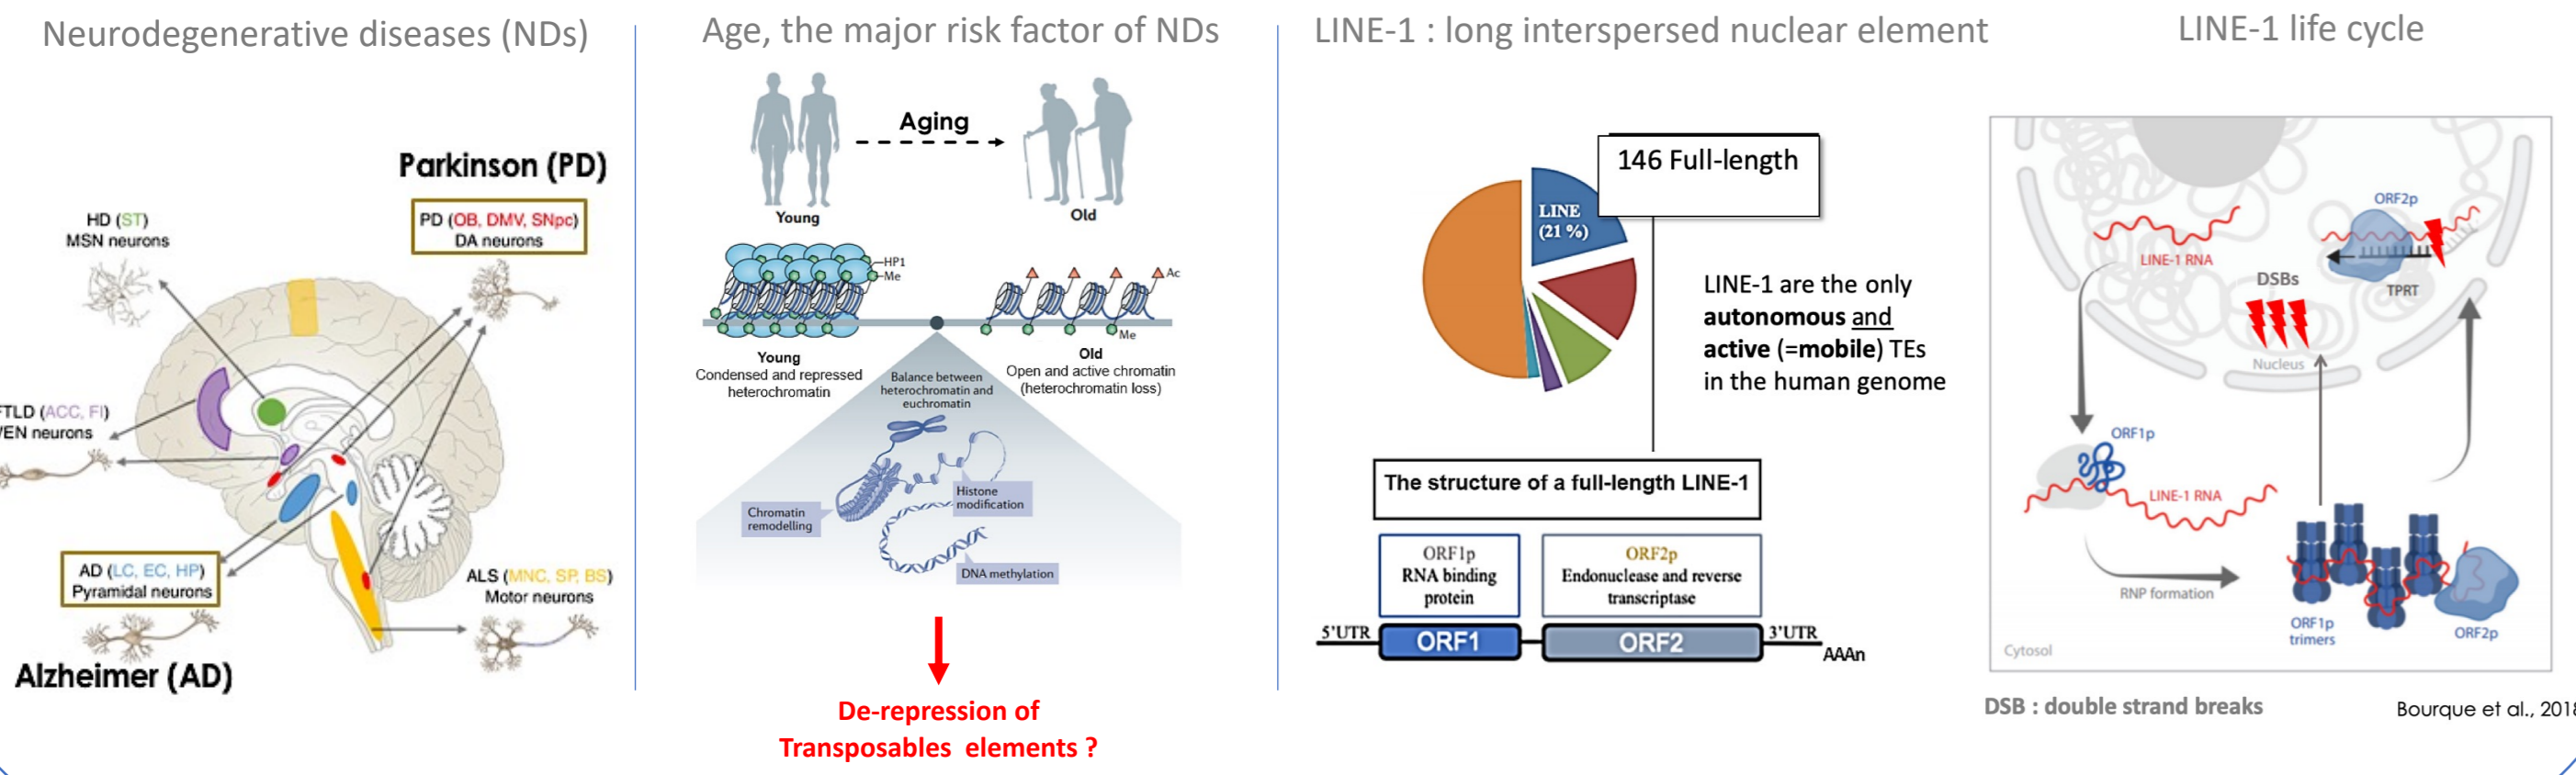 Neurodegenerative diseases (NDs)
Parkinson (PD)
HD (ST)
MSN neurons
PD (OB, DMV, SNpc)
DA neurons
FTLD (ACC, FI)
VEN neurons
AD (LC, EC, HP)
Pyramidal neurons
ALS (MNC, SP, BS)
Motor neurons
Alzheimer (AD)
Age, the major risk factor of NDs
Aging
Young
Old
HP1
Me
Ac
Me
Young
Condensed and repressed
heterochromatin
Balance between
heterochromatin and
euchromatin
Old
Open and active chromatin
(heterochromatin loss)
Histone
modification
Chromatin
remodelling
DNA methylation
De-repression of
Transposables elements ?
LINE-1 : long interspersed nuclear element
146 Full-length
LINE
(21 %)
LINE-1 are the only
autonomous and
active (=mobile) TEs
in the human genome
The structure of a full-length LINE-1
ORF1p
RNA binding
protein
ORF2p
Endonuclease and reverse
transcriptase
5'UTR
ORF1
ORF2
3'UTR
AAAn
LINE-1 life cycle
ORF2p
LINE-1 RNA
DSBs
TPRT
Nucleus
ORF1p
LINE-1 RNA
RNP formation
ORF1p
trimers
ORF2p
Cytosol
DSB : double strand breaks
Bourque et al., 2018